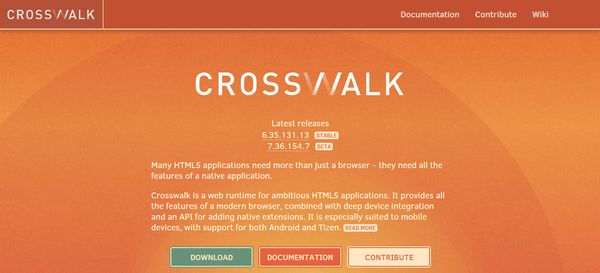 CROSSWALK
Documentation Contribute Wiki
CROSSWALK
Latest releases
6.35.131.13 STABLE
7.36.154.7 BETA
Many HTML5 applications need more than just a browser – they need all the
features of a native application.
Crosswalk is a web runtime for ambitious HTML5 applications. It provides all
the features of a modern browser, combined with deep device integration
and an API for adding native extensions. It is especially suited to mobile
devices, with support for both Android and Tizen. READ MORE
DOWNLOAD DOCUMENTATION CONTRIBUTE